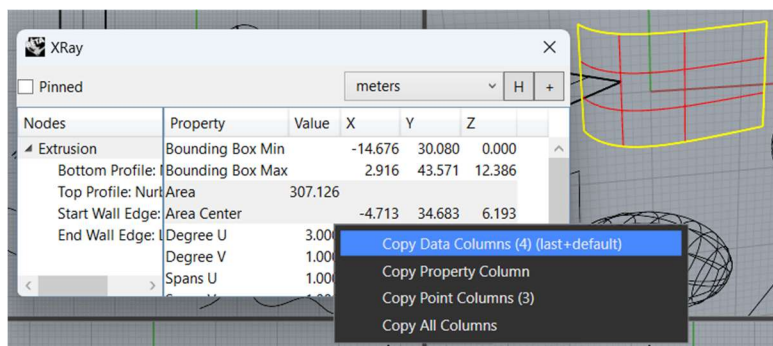 XRay
Pinned
meters
H
+
Nodes Property Value X Y Z
Extrusion Bounding Box Min -14.676 30.080 0.000
Bottom Profile: Bounding Box Max 2.916 43.571 12.386
Top Profile: Area 307.126
Start Wall Edge: Area Center -4.713 34.683 6.193
End Wall Edge: Degree U 3.000
Degree V 1.000
Spans U 1.000
Copy Data Columns (4) (last+default)
Copy Property Column
Copy Point Columns (3)
Copy All Columns